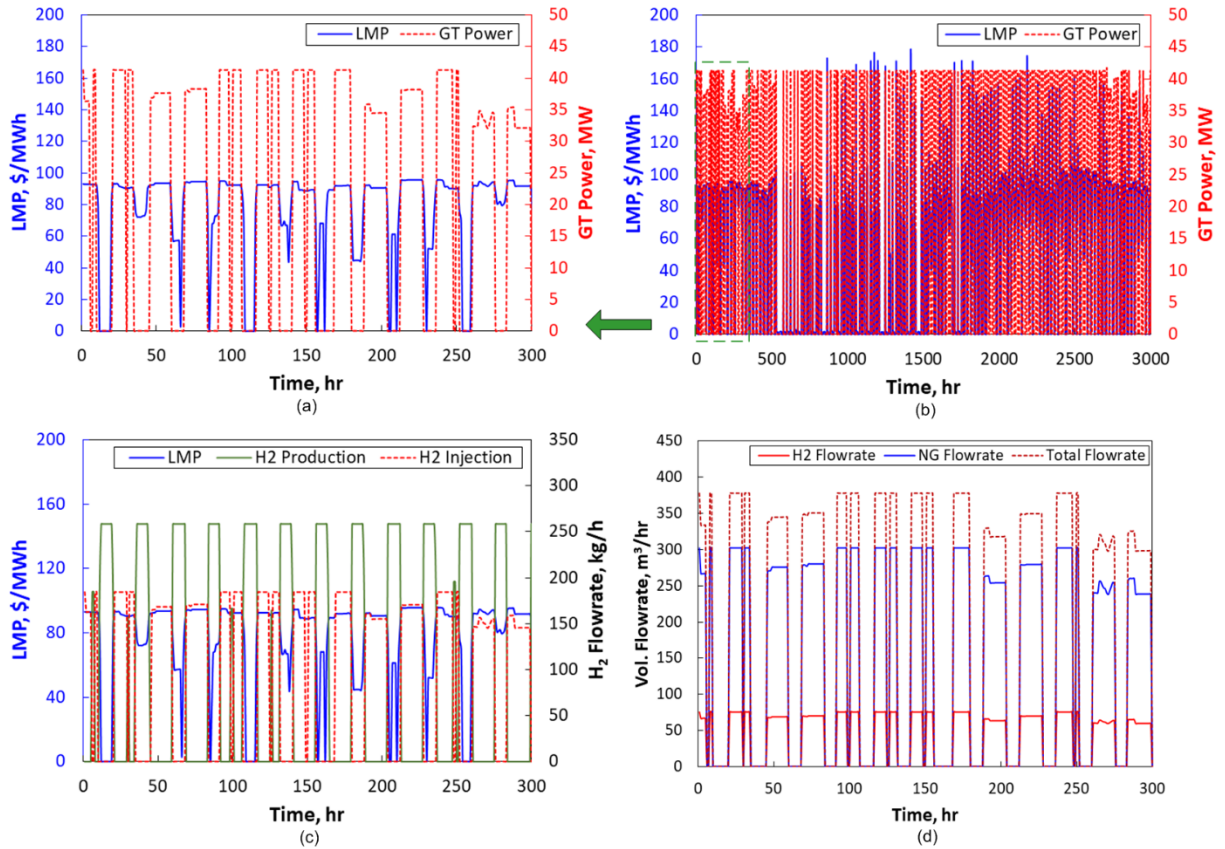 LMP GT Power
200
180
160
140
120
100
80
60
40
20
0
LMP, $/MWh
50
45
40
35
30
25
20
15
10
5
0
GT Power, MW
0 50 100 150 200 250 300
Time, hr
(a)
LMP GT Power
200
180
160
140
120
100
80
60
40
20
0
LMP, $/MWh
50
45
40
35
30
25
20
15
10
5
0
GT Power, MW
0 500 1000 1500 2000 2500 3000
Time, hr
(b)
LMP H2 Production H2 Injection
200
160
120
80
40
0
LMP, $/MWh
350
300
250
200
150
100
50
0
H₂ Flowrate, kg/h
0 50 100 150 200 250 300
Time, hr
(c)
H2 Flowrate NG Flowrate Total Flowrate
450
400
350
300
250
200
150
100
50
0
Vol. Flowrate, m³/hr
0 50 100 150 200 250 300
Time, hr
(d)